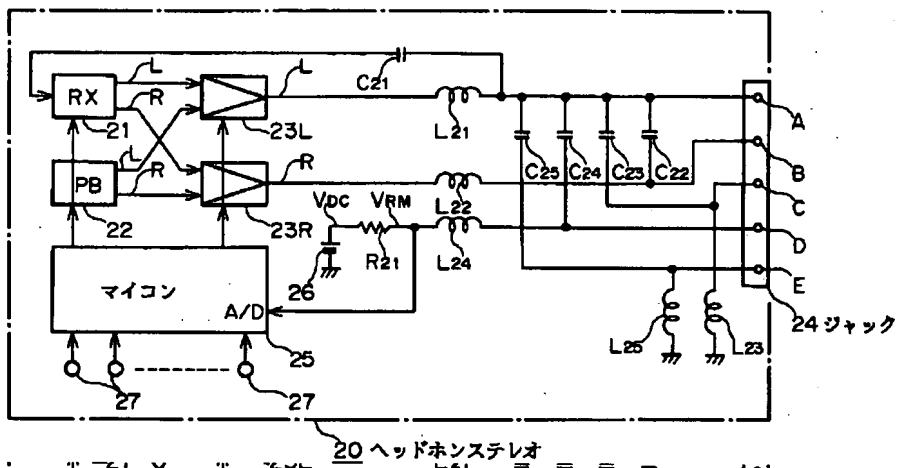 L
C21
L
RX
R
21
23L
L21
A
L
PB
R
22
23R
R
L22
C25
C24
C23
C22
B
C
VDC
VRM
26
R21
L24
D
E
マイコン
A/D
25
27
27
L25
L23
24 ジャック
20 ヘッドホンステレオ